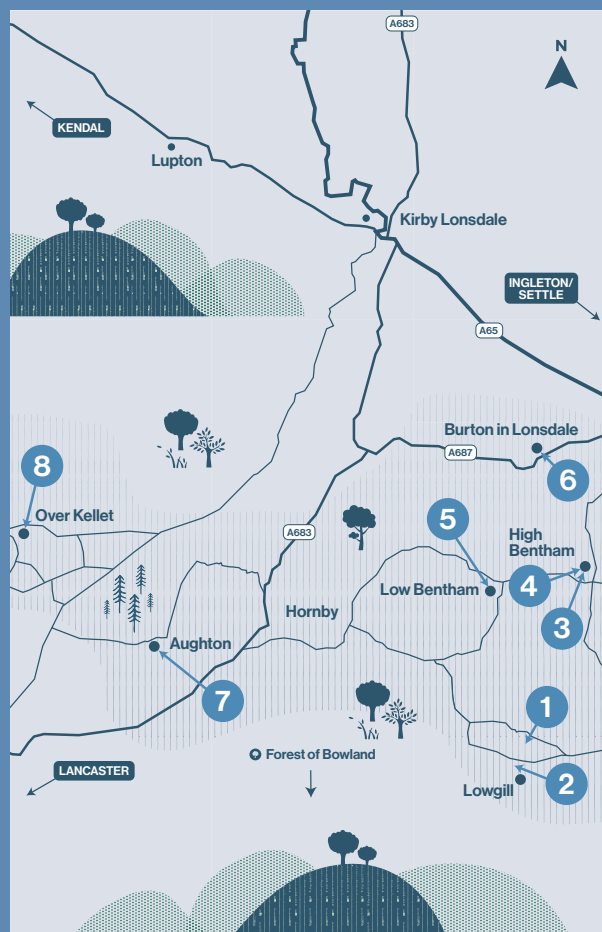 A683
N
KENDAL
Lupton
Kirby Lonsdale
INGLETON/
SETTLE
A65
Burton in Lonsdale
A687
8
6
Over Kellet
5
High
Bentham
A683
4
Low Bentham
Hornby
3
Aughton
7
1
Forest of Bowland
LANCASTER
2
Lowgill